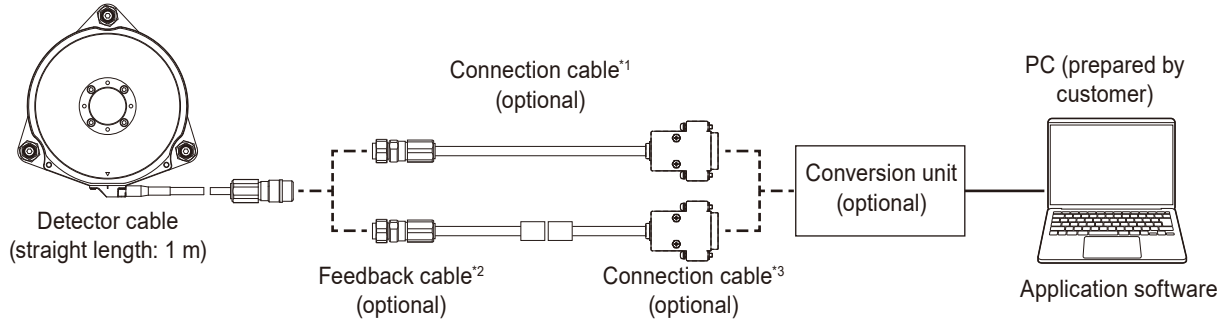 Connection cable*1
(optional)
PC (prepared by
customer)
Conversion unit
(optional)
Detector cable
(straight length: 1 m)
Feedback cable*2
(optional)
Connection cable*3
(optional)
Application software